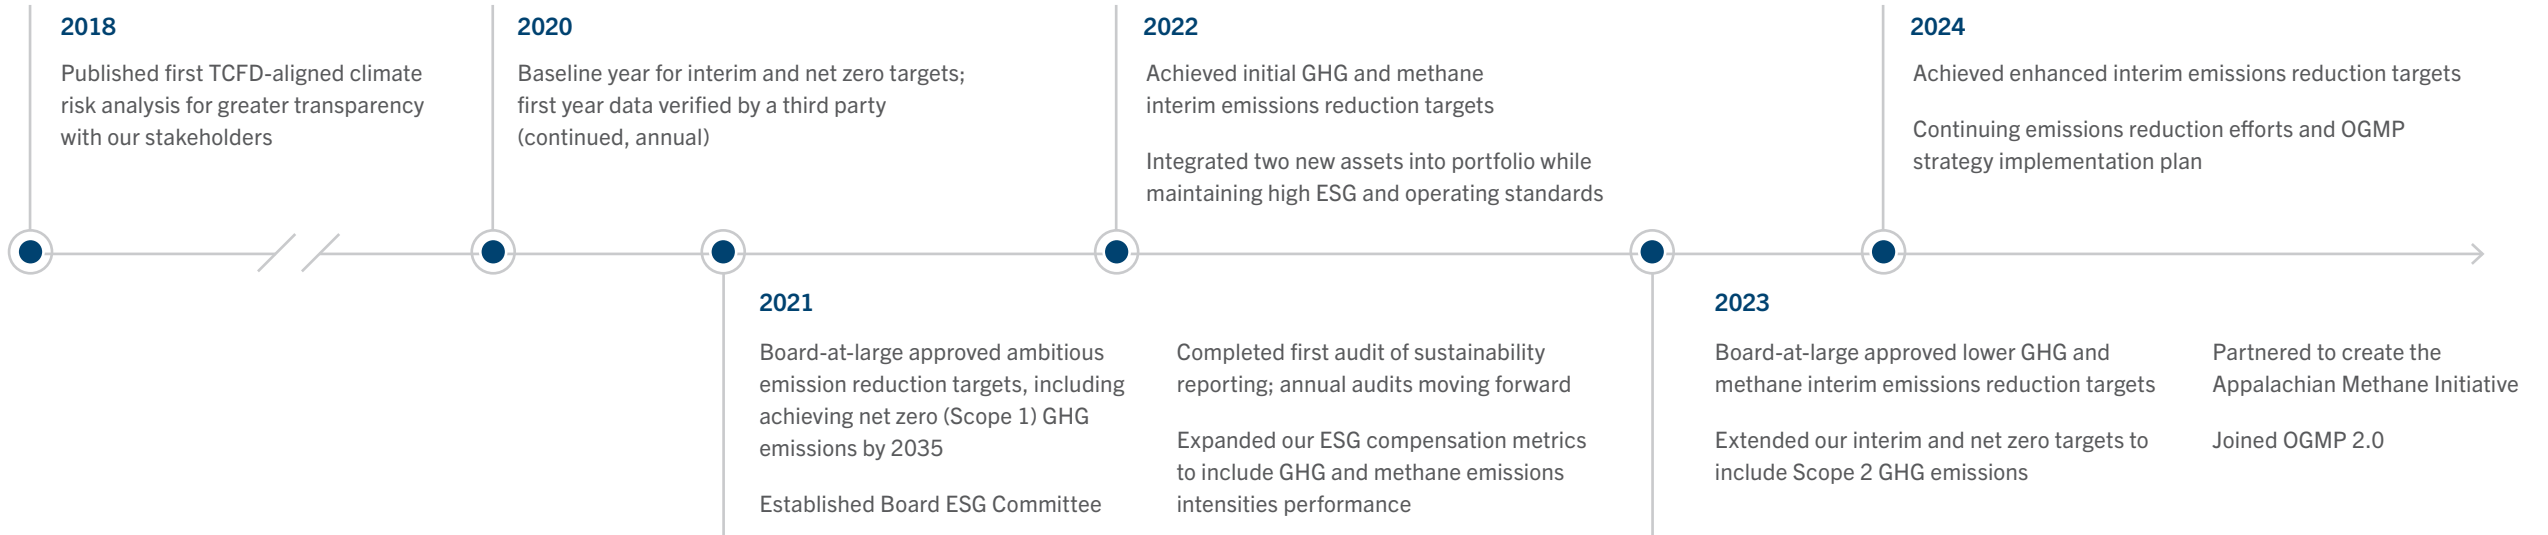 2018
Published first TCFD-aligned climate
risk analysis for greater transparency
with our stakeholders
2020
Baseline year for interim and net zero targets;
first year data verified by a third party
(continued, annual)
2022
Achieved initial GHG and methane
interim emissions reduction targets
Integrated two new assets into portfolio while
maintaining high ESG and operating standards
2024
Achieved enhanced interim emissions reduction targets
Continuing emissions reduction efforts and OGMP
strategy implementation plan
2021
Board-at-large approved ambitious
emission reduction targets, including
achieving net zero (Scope 1) GHG
emissions by 2035
Established Board ESG Committee
Completed first audit of sustainability
reporting; annual audits moving forward
Expanded our ESG compensation metrics
to include GHG and methane emissions
intensities performance
2023
Board-at-large approved lower GHG and
methane interim emissions reduction targets
Extended our interim and net zero targets to
include Scope 2 GHG emissions
Partnered to create the
Appalachian Methane Initiative
Joined OGMP 2.0